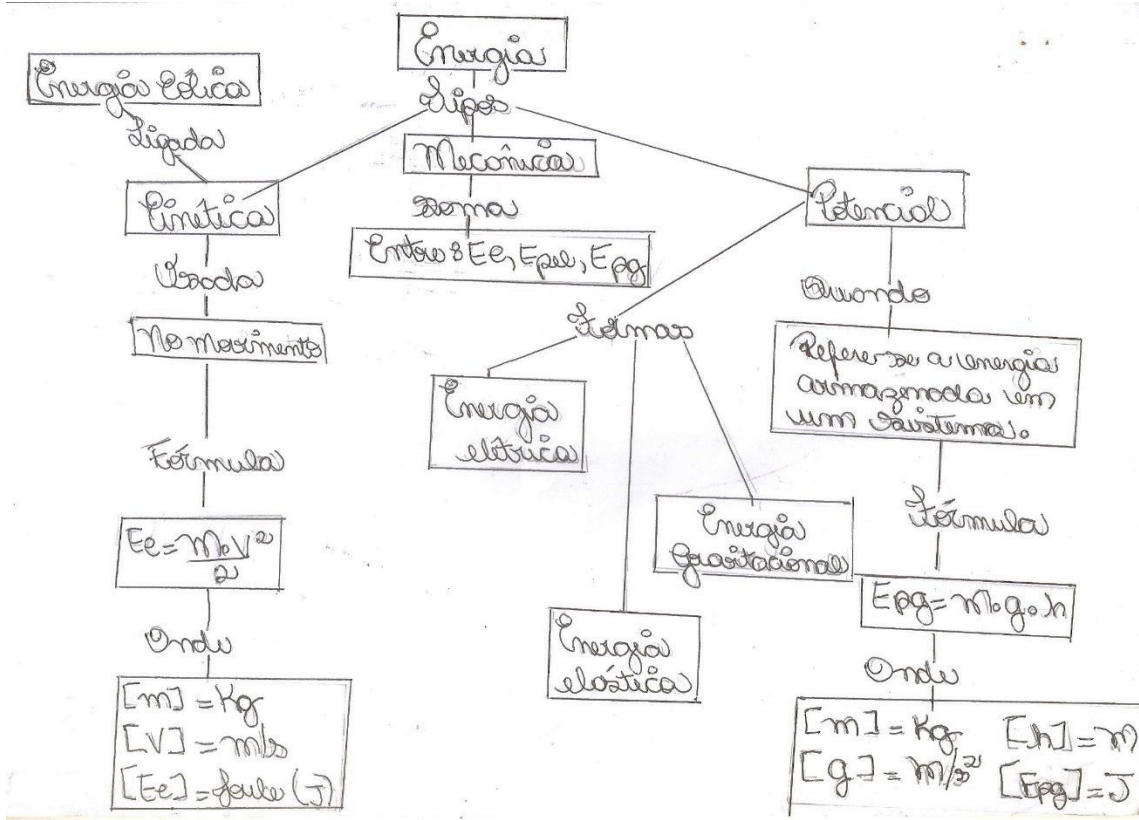 Energia
Energia Eólica
Tipos
Ligada
Mecânica
Cinética
Potencial
Soma
Entre: Ec, Epel, Epg
Usada
Quando
No movimento
Formas
Refere-se a energia
armazenada em
um sistema.
Energia
elétrica
Fórmula
Energia
Gravitacional
Fórmula
Ec = m.V²
2
Epg = m.g.h
Energia
elástica
Onde
Onde
[m] = Kg
[V] = m/s
[Ec] = Joule (J)
[m] = Kg [h] = m
[g] = m/s² [Epg] = J